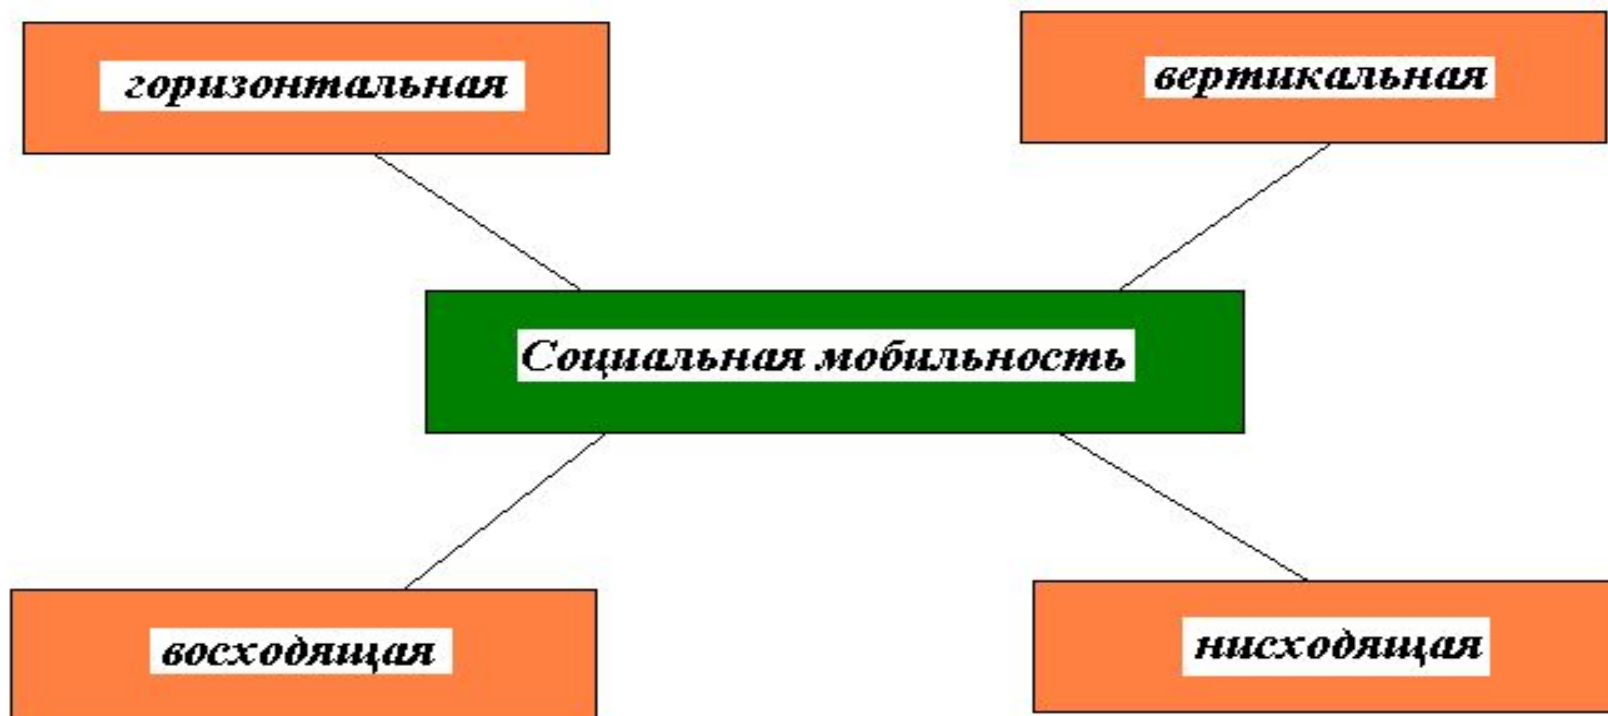 горизонтальная
вертикальная
Социальная мобильность
восходящая
нисходящая